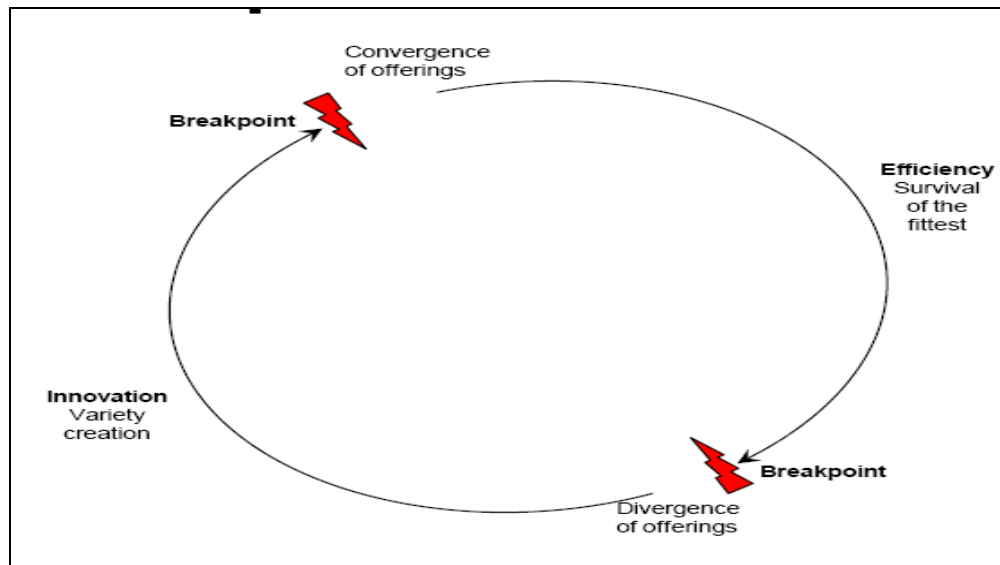 Convergence
of offerings
Breakpoint
Efficiency
Survival
of the
fittest
Innovation
Variety
creation
Breakpoint
Divergence
of offerings